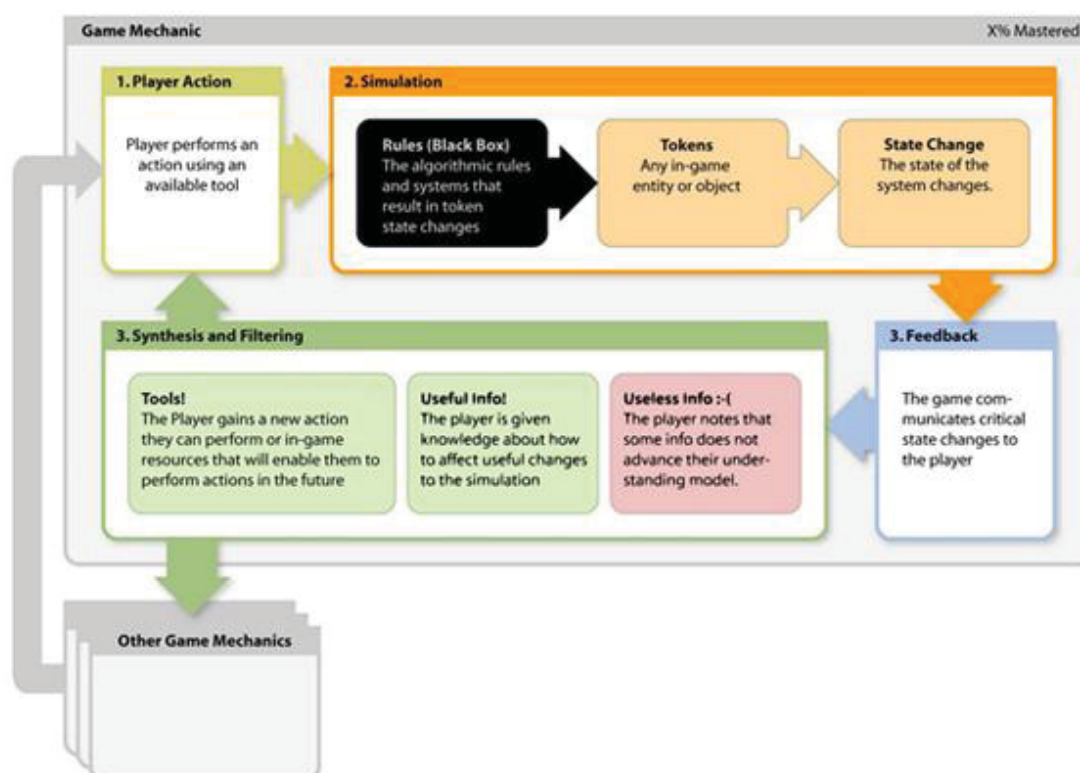 Game Mechanic
X% Mastered
1. Player Action
Player performs an
action using an
available tool
2. Simulation
Rules (Black Box)
The algorithmic rules
and systems that
result in token
state changes
Tokens
Any in-game
entity or object
State Change
The state of the
system changes.
3. Synthesis and Filtering
Tools!
The Player gains a new action
they can perform or in-game
resources that will enable them to
perform actions in the future
Useful Info!
The player is given
knowledge about how
to affect useful changes
to the simulation
Useless Info :-(
The player notes that
some info does not
advance their under-
standing model.
3. Feedback
The game com-
municates critical
state changes to
the player
Other Game Mechanics